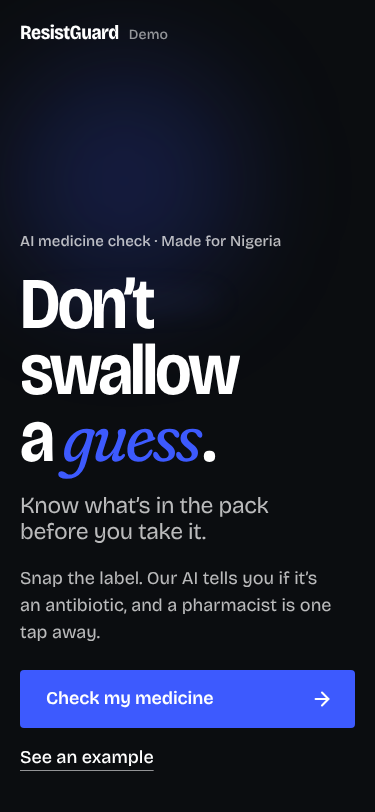 ResistGuard Demo
AI medicine check · Made for Nigeria
Don’t
swallow
a guess.
Know what’s in the pack
before you take it.
Snap the label. Our AI tells you if it’s
an antibiotic, and a pharmacist is one
tap away.
Check my medicine →
See an example